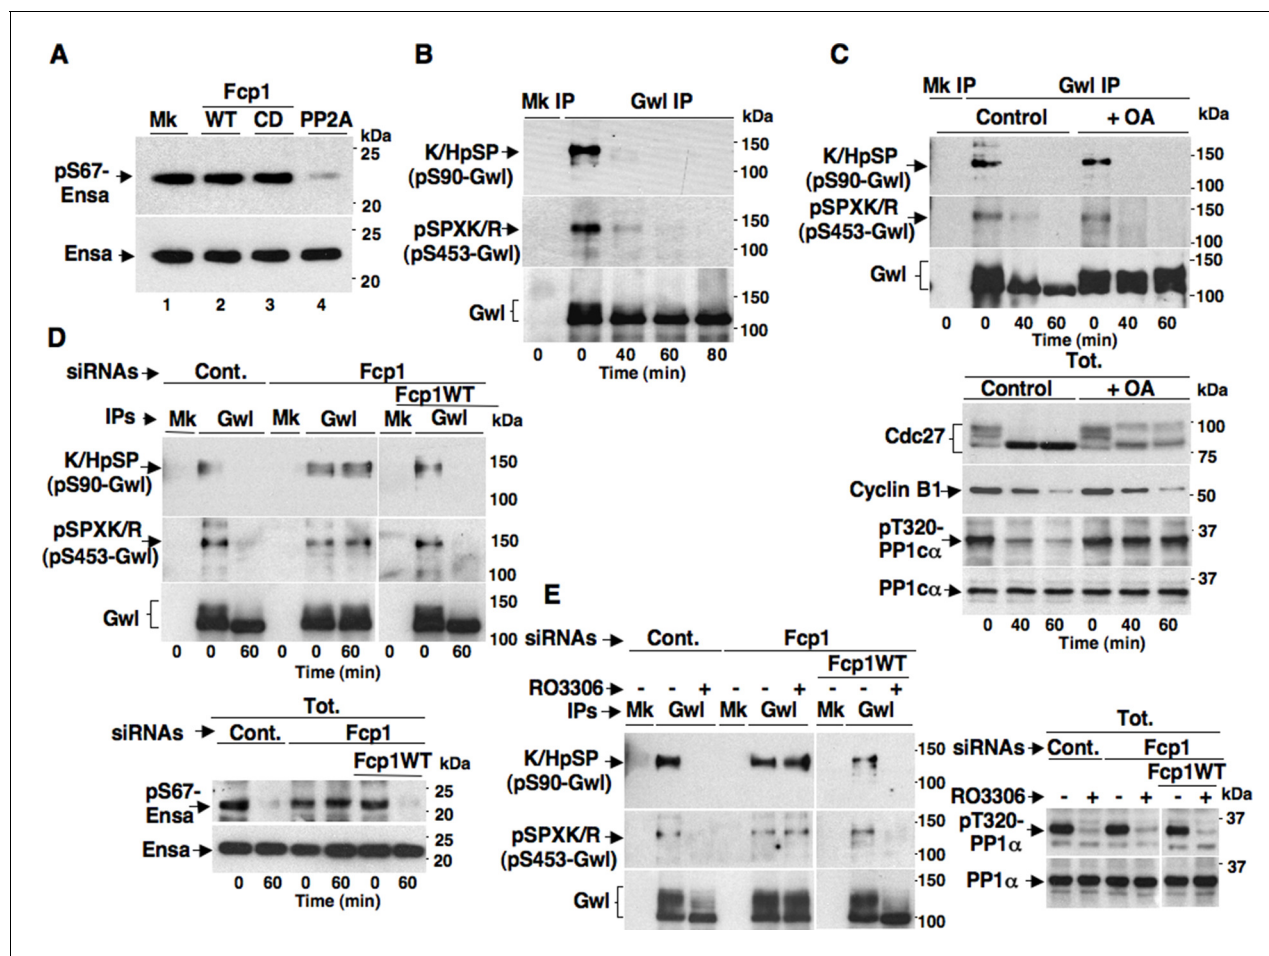 A
Fcp1
Mk WT CD PP2A
kDa
pS67-
Ensa
25
20
Ensa
25
20
1 2 3 4
B
Mk IP Gwl IP
kDa
K/HpSP
(pS90-Gwl)
150
100
pSPXK/R
(pS453-Gwl)
150
100
Gwl
150
100
0 0 40 60 80
Time (min)
C
Mk IP Gwl IP
Control + OA kDa
K/HpSP
(pS90-Gwl)
150
100
pSPXK/R
(pS453-Gwl)
150
100
Gwl
150
100
0 0 40 60 0 40 60
Time (min)
Tot.
Control + OA kDa
Cdc27
100
75
Cyclin B1
50
pT320-
PP1cα
37
PP1cα
37
0 40 60 0 40 60
Time (min)
D
siRNAs Cont. Fcp1
Fcp1WT
IPs Mk Gwl Mk Gwl Mk Gwl kDa
K/HpSP
(pS90-Gwl)
150
100
pSPXK/R
(pS453-Gwl)
150
100
Gwl
150
100
0 0 60 0 0 60 0 0 60
Time (min)
Tot.
siRNAs Cont. Fcp1
Fcp1WT kDa
pS67-
Ensa
25
20
Ensa
25
20
0 60 0 60 0 60
Time (min)
E
siRNAs Cont. Fcp1
Fcp1WT
RO3306 - - + - - + - - +
IPs Mk Gwl Mk Gwl Mk Gwl
K/HpSP
(pS90-Gwl)
150
100
pSPXK/R
(pS453-Gwl)
150
100
Gwl
150
100
Tot.
siRNAs Cont. Fcp1
Fcp1WT
RO3306 - + - + - + kDa
pT320-
PP1α
37
PP1α
37